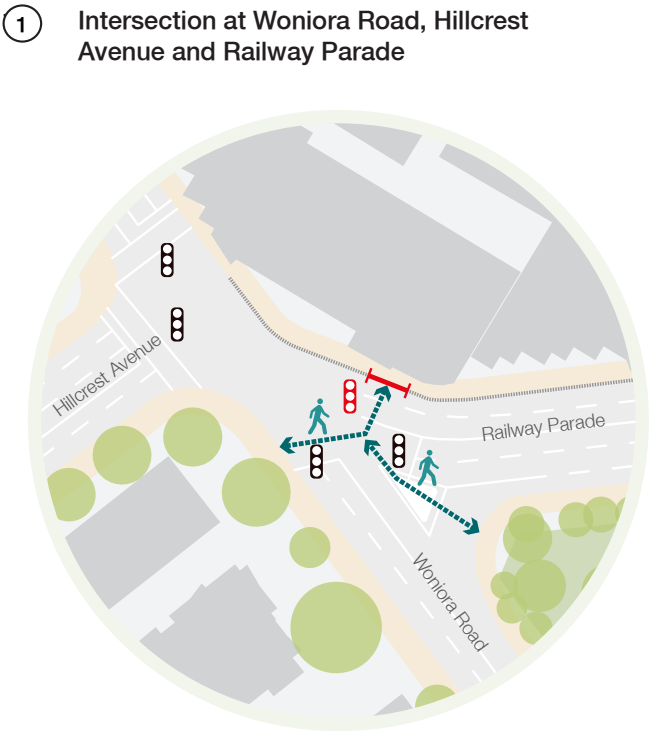 1
Intersection at Woniora Road, Hillcrest
Avenue and Railway Parade
Hillcrest Avenue
Railway Parade
Woniora Road